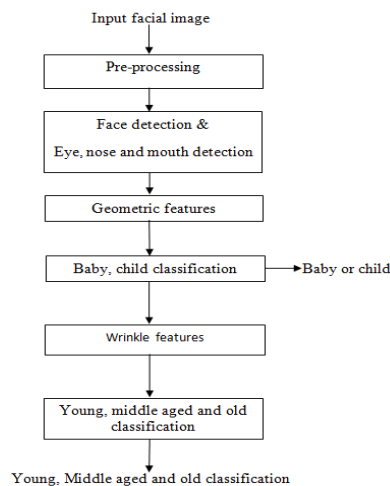 Input facial image
Pre-processing
Face detection &
Eye, nose and mouth detection
Geometric features
Baby, child classification
Baby or child
Wrinkle features
Young, middle aged and old
classification
Young, Middle aged and old classification